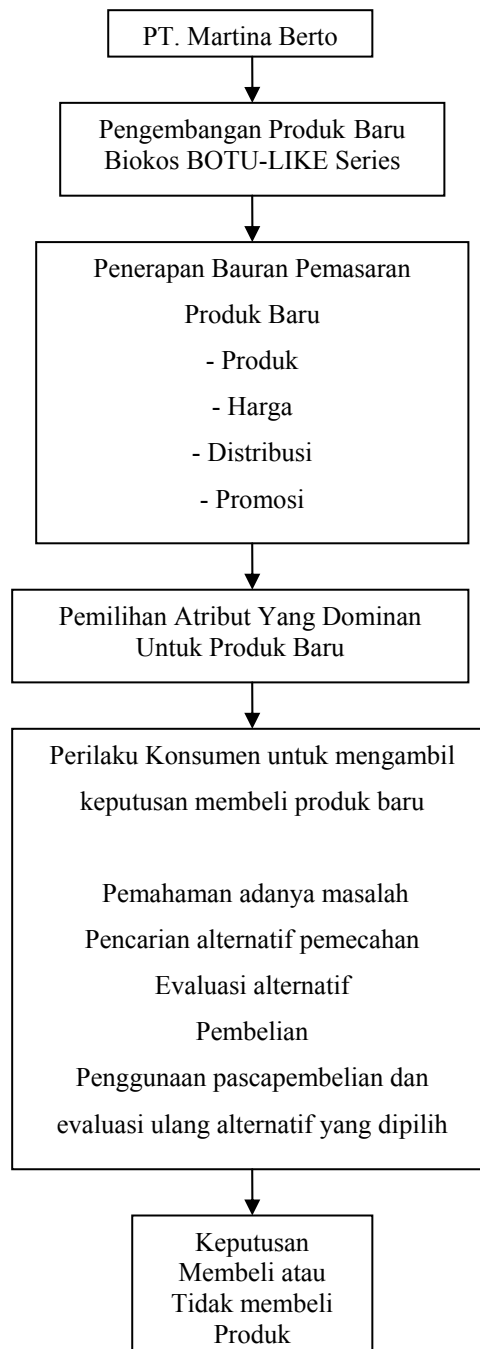 PT. Martina Berto
Pengembangan Produk Baru
Biokos BOTU-LIKE Series
Penerapan Bauran Pemasaran
Produk Baru
- Produk
- Harga
- Distribusi
- Promosi
Pemilihan Atribut Yang Dominan
Untuk Produk Baru
Perilaku Konsumen untuk mengambil
keputusan membeli produk baru
Pemahaman adanya masalah
Pencarian alternatif pemecahan
Evaluasi alternatif
Pembelian
Penggunaan pascapembelian dan
evaluasi ulang alternatif yang dipilih
Keputusan
Membeli atau
Tidak membeli
Produk